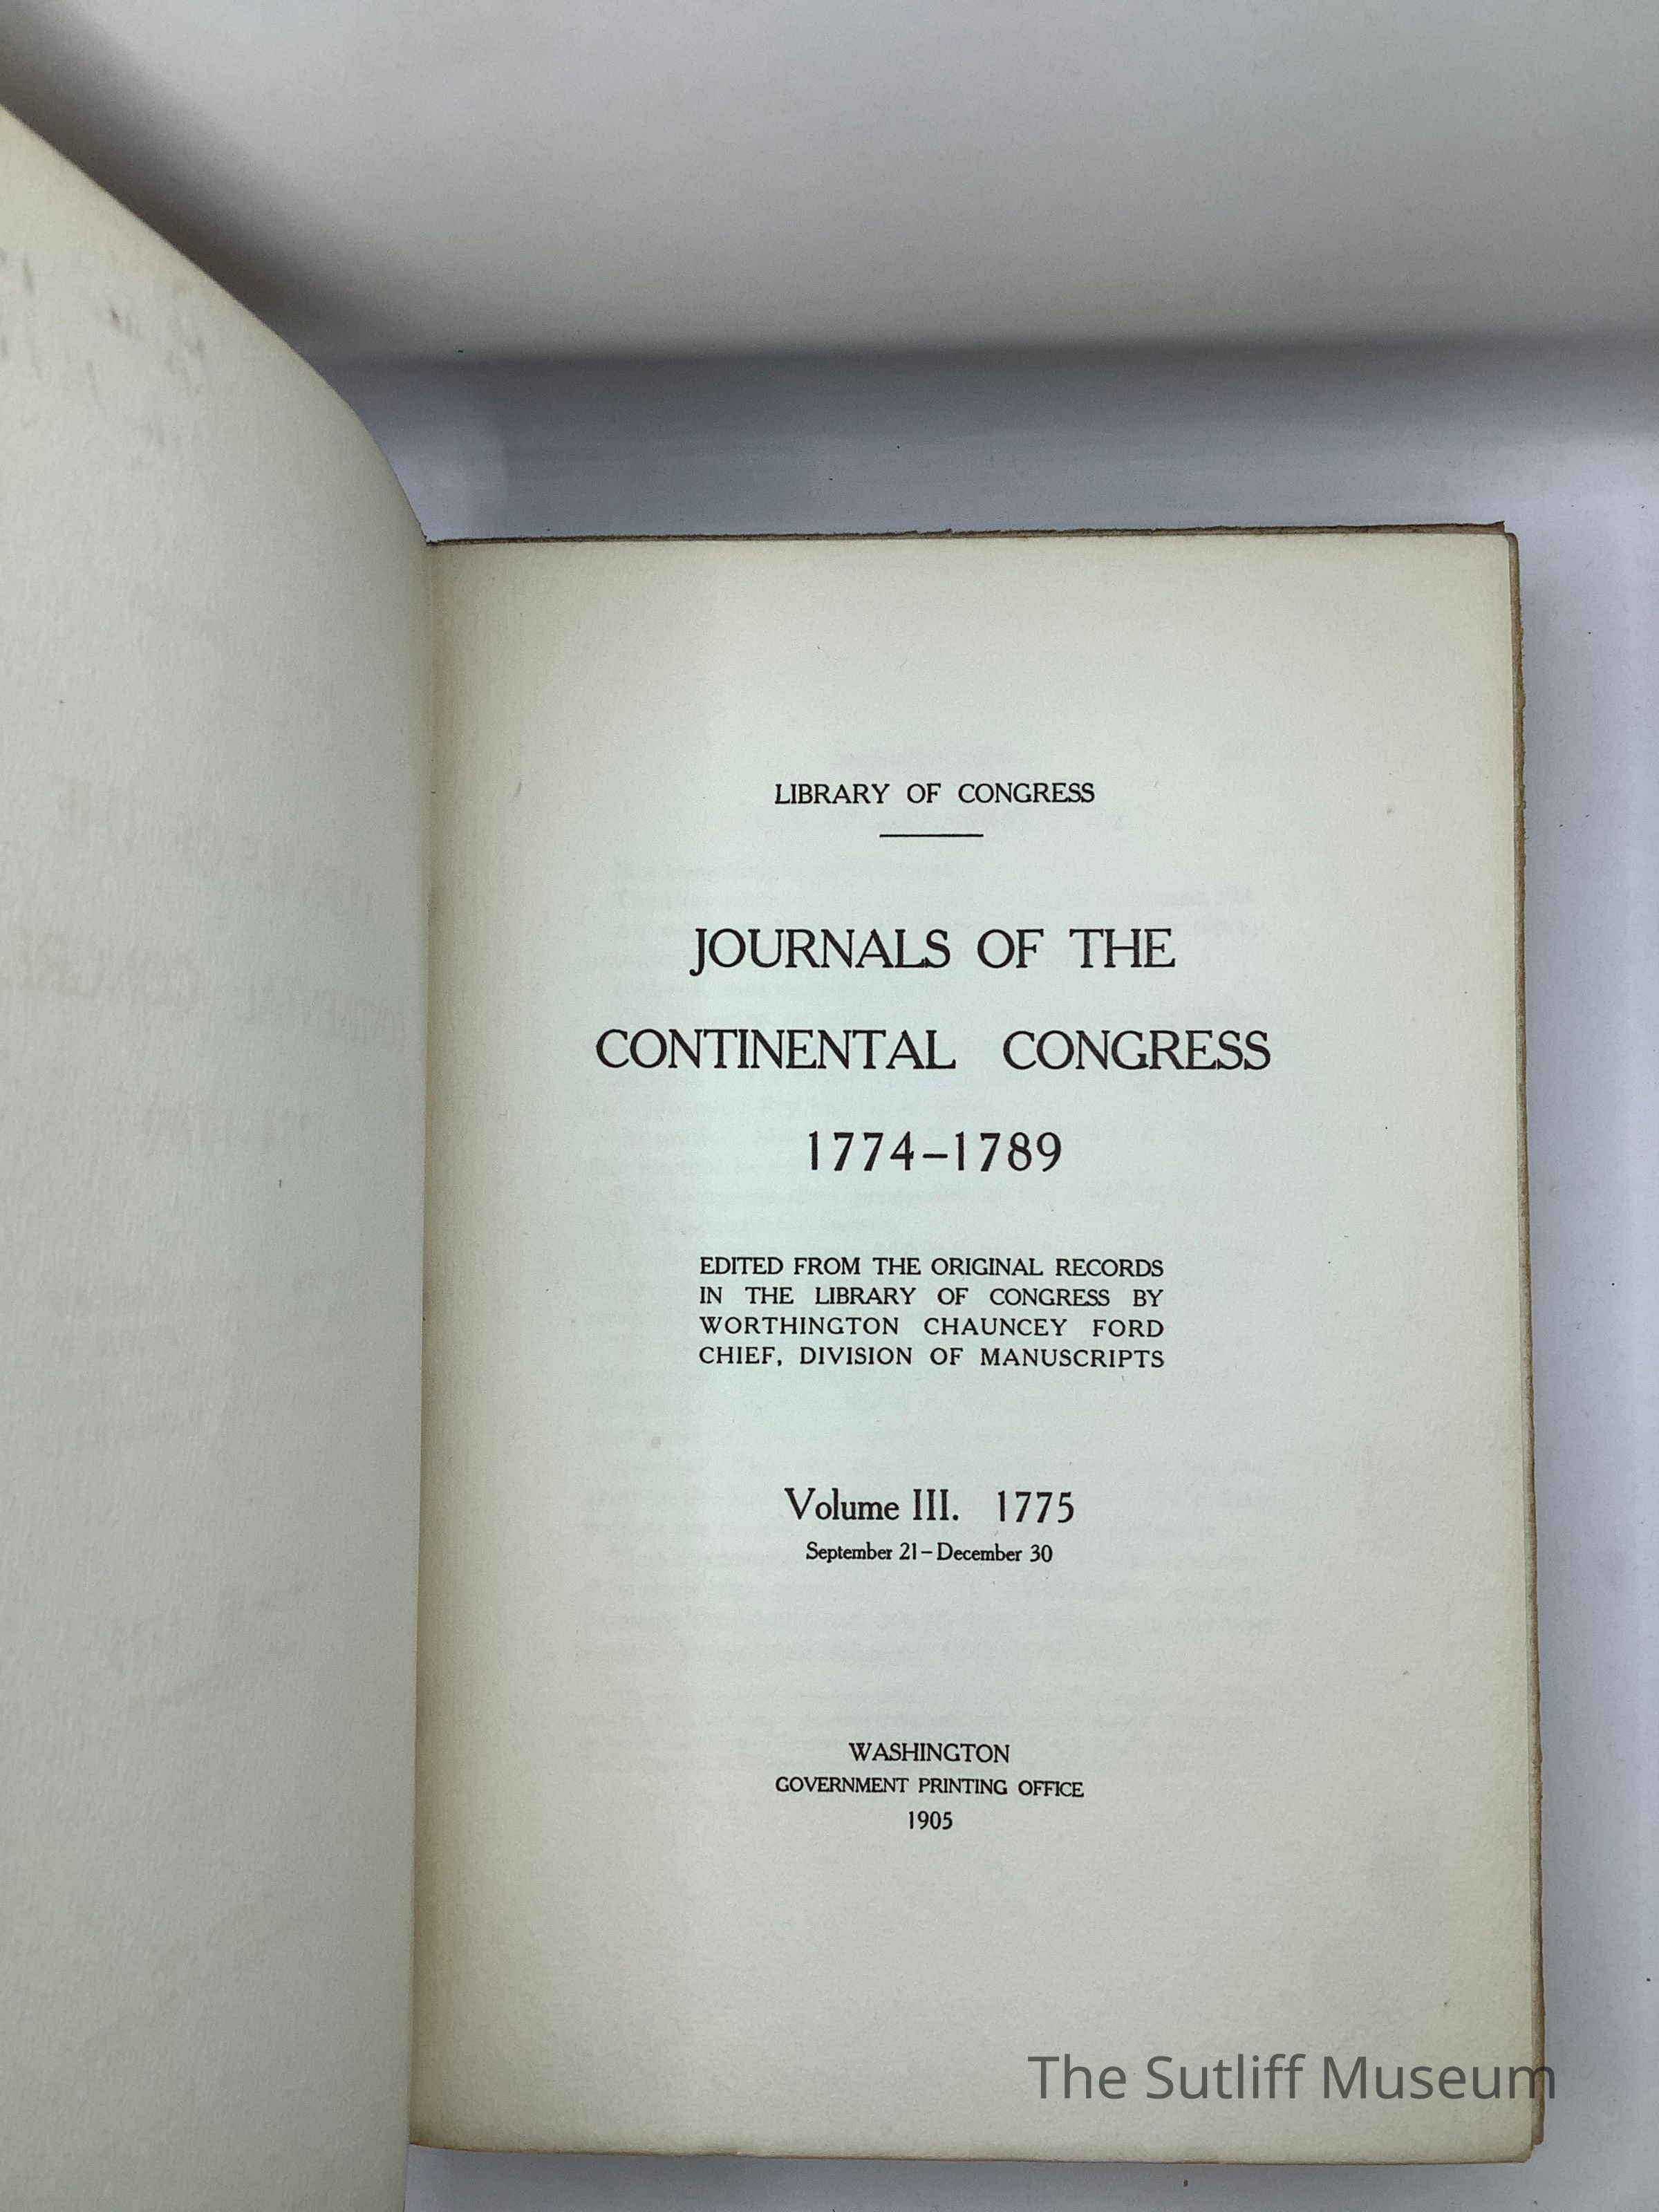 LIBRARY OF CONGRESS
JOURNALS OF THE
CONTINENTAL CONGRESS
1774–1789
EDITED FROM THE ORIGINAL RECORDS
IN THE LIBRARY OF CONGRESS BY
WORTHINGTON CHAUNCEY FORD
CHIEF, DIVISION OF MANUSCRIPTS
Volume III. 1775
September 21–December 30
WASHINGTON
GOVERNMENT PRINTING OFFICE
1905
The Sutliff Museum